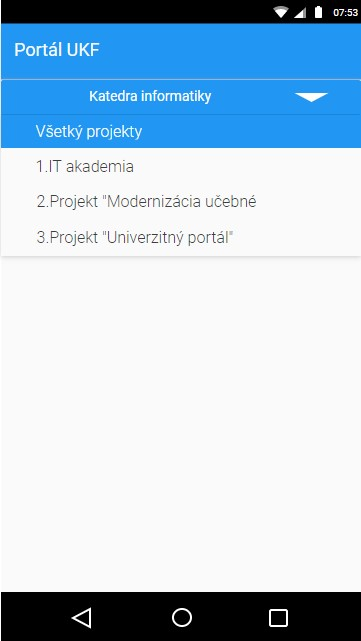 07:53
Portál UKF
Katedra informatiky
Všetký projekty
1.IT akademia
2.Projekt "Modernizácia učebné
3.Projekt "Univerzitný portál"